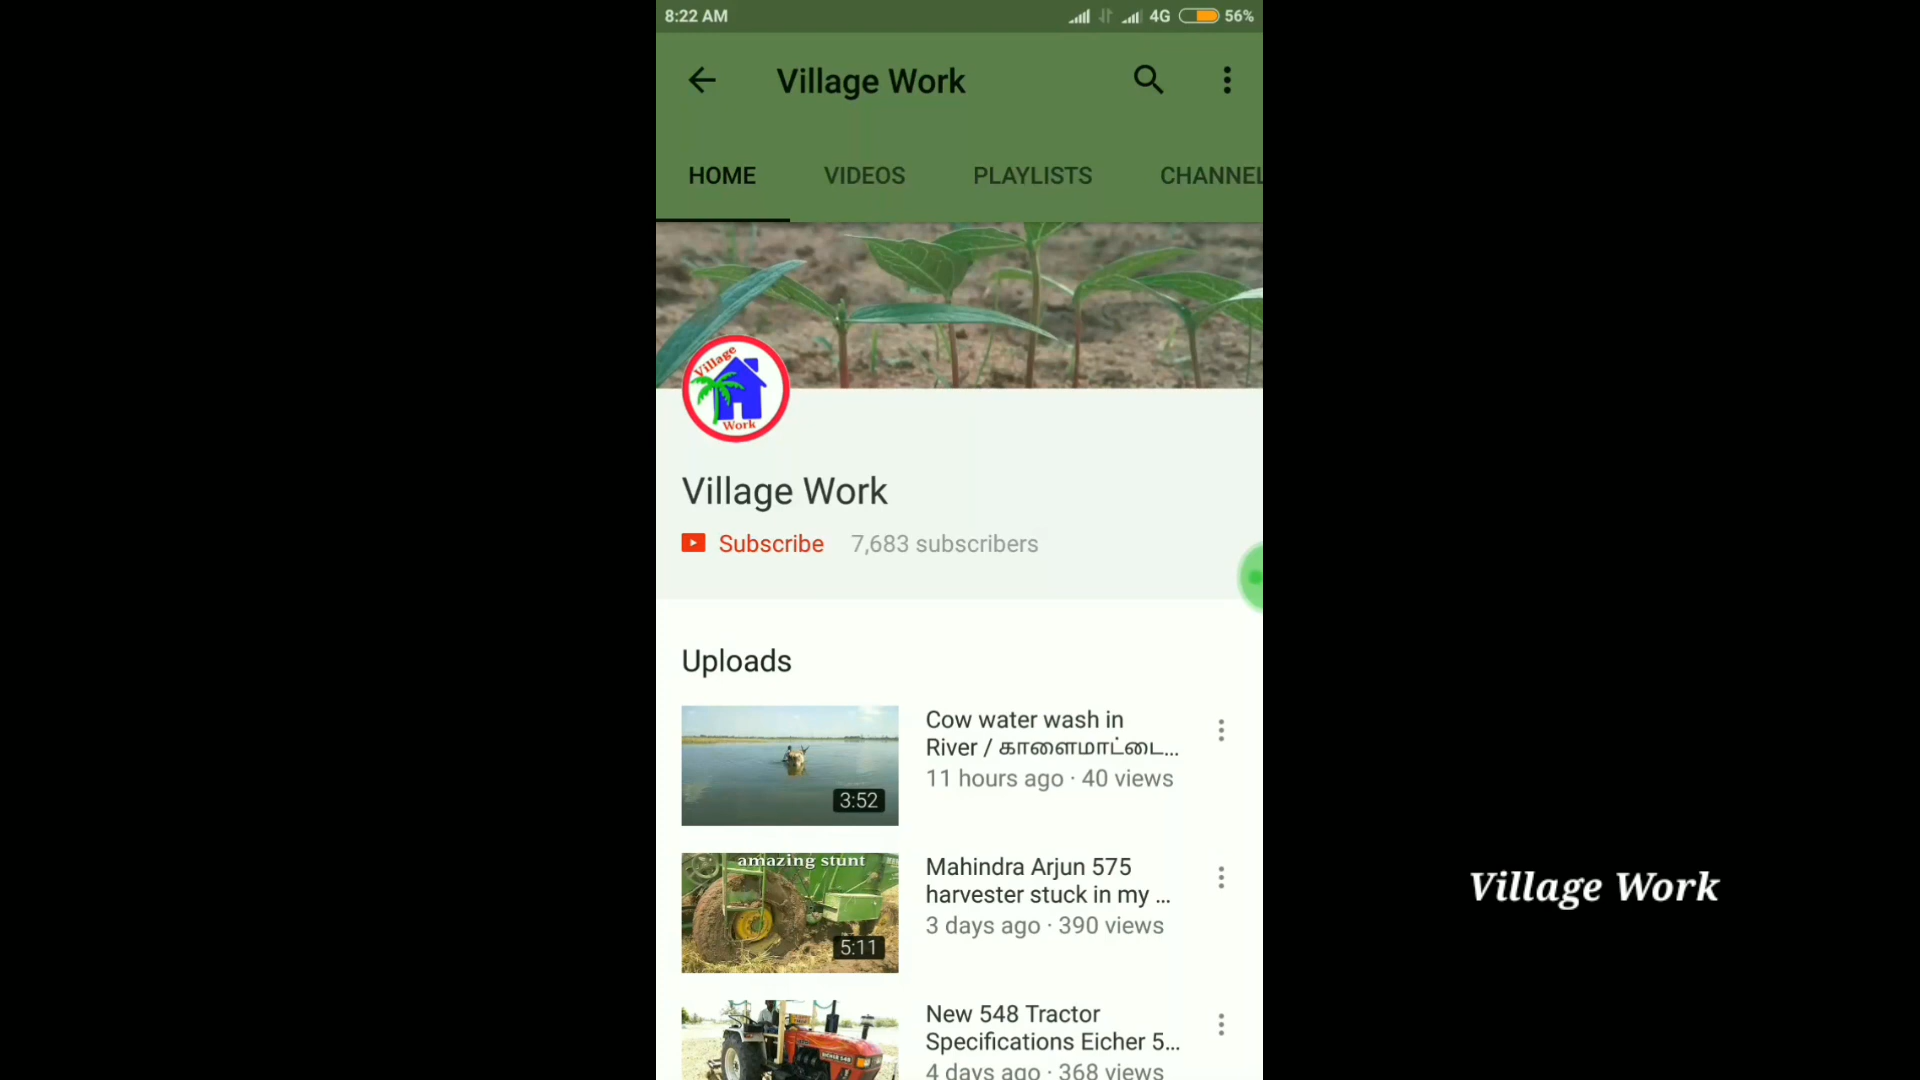 8:22 AM 4G 56%
Village Work
HOME VIDEOS PLAYLISTS CHANNEL
Village
Work
Village Work
Subscribe 7,683 subscribers
Uploads
Cow water wash in
River / காளைமாட்டை...
11 hours ago · 40 views
3:52
amazing stunt
Mahindra Arjun 575
harvester stuck in my ...
3 days ago · 390 views
5:11
New 548 Tractor
Specifications Eicher 5...
4 days ago · 368 views
EICHER 548
Village Work